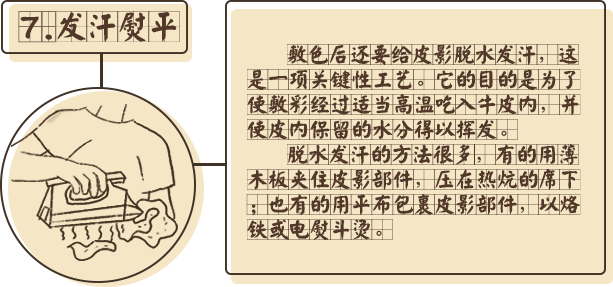 7.发汗熨平
敷色后还要给皮影脱水发汗，这
是一项关键性工艺。它的目的是为了
使敷彩经过适当高温吃入牛皮内，并
使皮内保留的水分得以挥发。
脱水发汗的方法很多，有的用薄
木板夹住皮影部件，压在热炕的席下
；也有的用平布包裹皮影部件，以烙
铁或电熨斗烫。